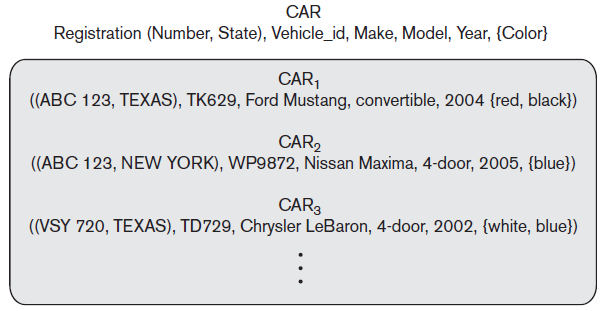 CAR
Registration (Number, State), Vehicle_id, Make, Model, Year, {Color}
CAR₁
((ABC 123, TEXAS), TK629, Ford Mustang, convertible, 2004 {red, black})
CAR₂
((ABC 123, NEW YORK), WP9872, Nissan Maxima, 4-door, 2005, {blue})
CAR₃
((VSY 720, TEXAS), TD729, Chrysler LeBaron, 4-door, 2002, {white, blue})